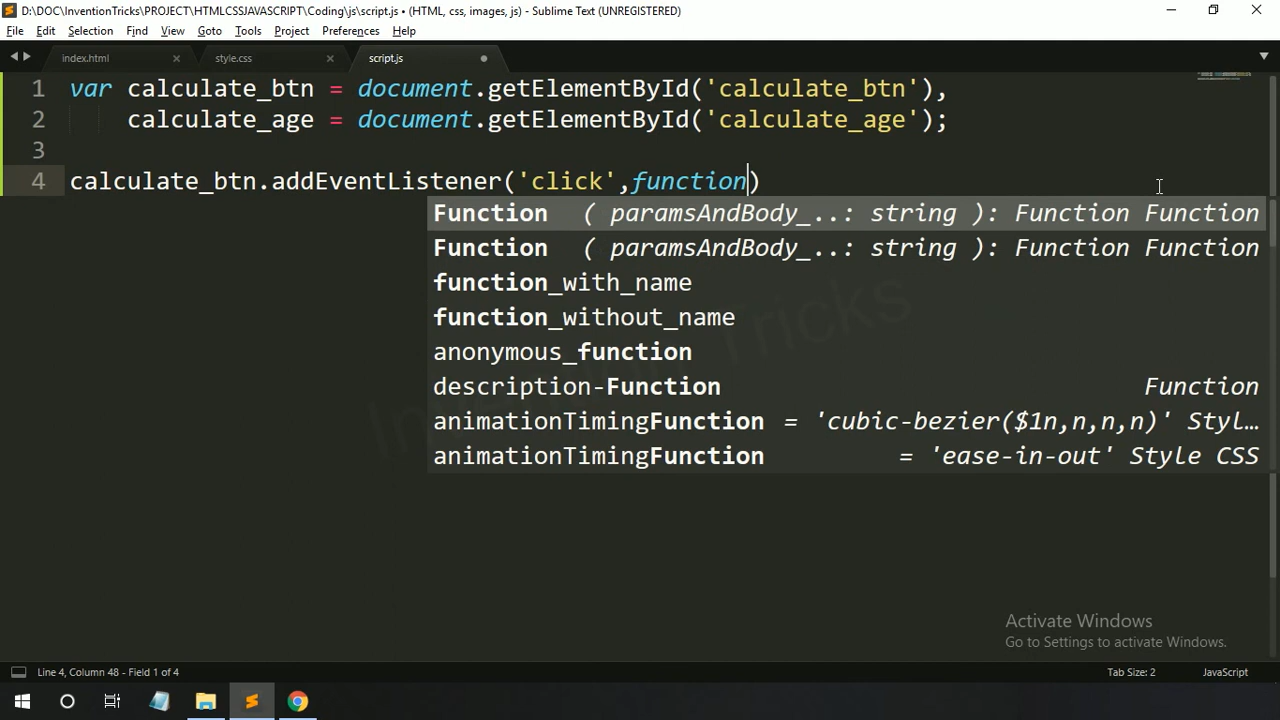 D:\DOC\InventionTricks\PROJECT\HTMLCSSJAVASCRIPT\Coding\js\script.js • (HTML, css, images, js) - Sublime Text (UNREGISTERED)
File Edit Selection Find View Goto Tools Project Preferences Help
index.html style.css script.js
1 var calculate_btn = document.getElementById('calculate_btn'),
2 calculate_age = document.getElementById('calculate_age');
3
4 calculate_btn.addEventListener('click',function)
Function ( paramsAndBody_..: string ): Function Function
Function ( paramsAndBody_..: string ): Function Function
function_with_name
function_without_name
anonymous_function
description-Function Function
animationTimingFunction = 'cubic-bezier($1n,n,n,n)' Styl…
animationTimingFunction = 'ease-in-out' Style CSS
Invention Tricks
Activate Windows
Go to Settings to activate Windows.
Line 4, Column 48 - Field 1 of 4 Tab Size: 2 JavaScript